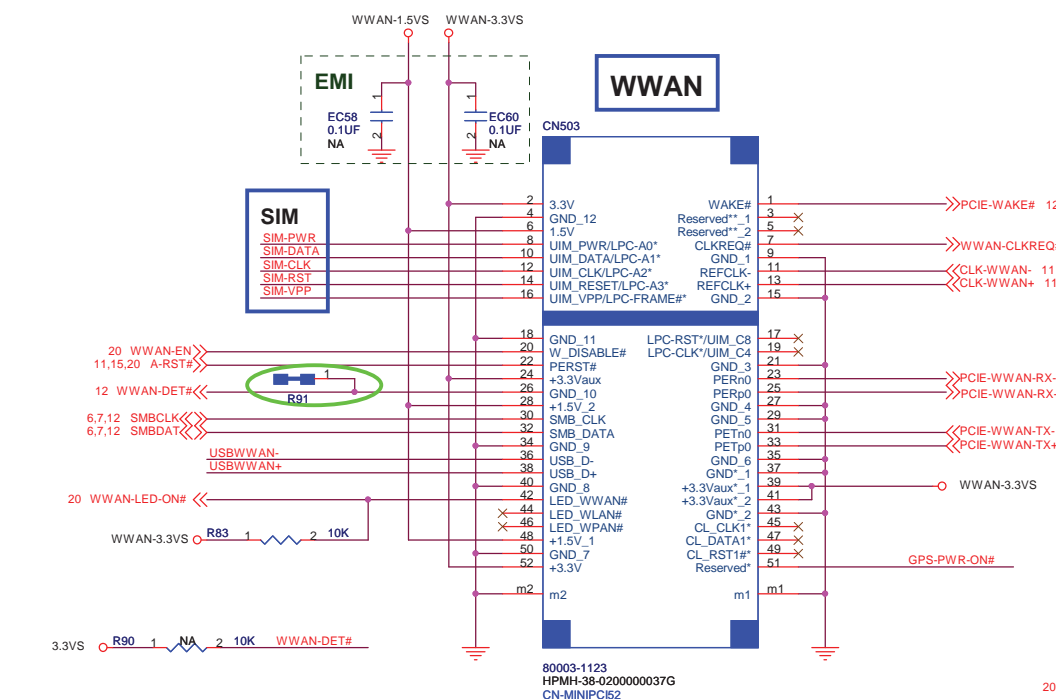 WWAN-1.5VS WWAN-3.3VS
EMI
1 1
EC58
0.1UF
NA
2
EC60
0.1UF
NA
2
WWAN
CN503
SIM
SIM-PWR
SIM-DATA
SIM-CLK
SIM-RST
SIM-VPP
2 3.3V WAKE# 1 PCIE-WAKE# 12
4 GND_12 Reserved**_1 3
6 1.5V Reserved**_2 5
8 UIM_PWR/LPC-A0* CLKREQ# 7 WWAN-CLKREQ#
10 UIM_DATA/LPC-A1* GND_1 9
12 UIM_CLK/LPC-A2* REFCLK- 11 CLK-WWAN- 11
14 UIM_RESET/LPC-A3* REFCLK+ 13 CLK-WWAN+ 11
16 UIM_VPP/LPC-FRAME#* GND_2 15
18 GND_11 LPC-RST*/UIM_C8 17
20 WWAN-EN 20 W_DISABLE# LPC-CLK*/UIM_C4 19
11,15,20 A-RST# 22 PERST# GND_3 21
1 24 +3.3Vaux PERn0 23 PCIE-WWAN-RX-
12 WWAN-DET# R91 26 GND_10 PERp0 25 PCIE-WWAN-RX-
28 +1.5V_2 GND_4 27
6,7,12 SMBCLK 30 SMB_CLK GND_5 29
6,7,12 SMBDAT 32 SMB_DATA PETn0 31 PCIE-WWAN-TX-
34 GND_9 PETp0 33 PCIE-WWAN-TX+
USBWWAN- 36 USB_D- GND_6 35
USBWWAN+ 38 USB_D+ GND*_1 37
40 GND_8 +3.3Vaux*_1 39 WWAN-3.3VS
20 WWAN-LED-ON# 42 LED_WWAN# +3.3Vaux*_2 41
44 LED_WLAN# GND*_2 43
46 LED_WPAN# CL_CLK1* 45
WWAN-3.3VS R83 1 2 10K 48 +1.5V_1 CL_DATA1* 47
50 GND_7 CL_RST1#* 49
52 +3.3V Reserved* 51 GPS-PWR-ON#
m2 m2 m1 m1
3.3VS R90 1 NA 2 10K WWAN-DET#
80003-1123
HPMH-38-0200000037G
CN-MINIPCI52
20